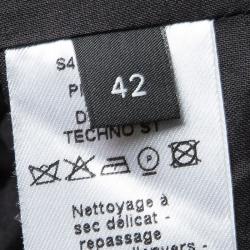 S4
42
P
D
TECHNO ST
P
Nettoyage à
sec délicat -
repassage